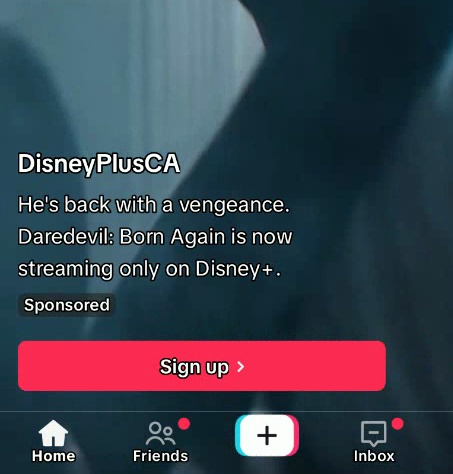 DisneyPlusCA
He's back with a vengeance.
Daredevil: Born Again is now
streaming only on Disney+.
Sponsored
Sign up >
Home
Friends
Inbox